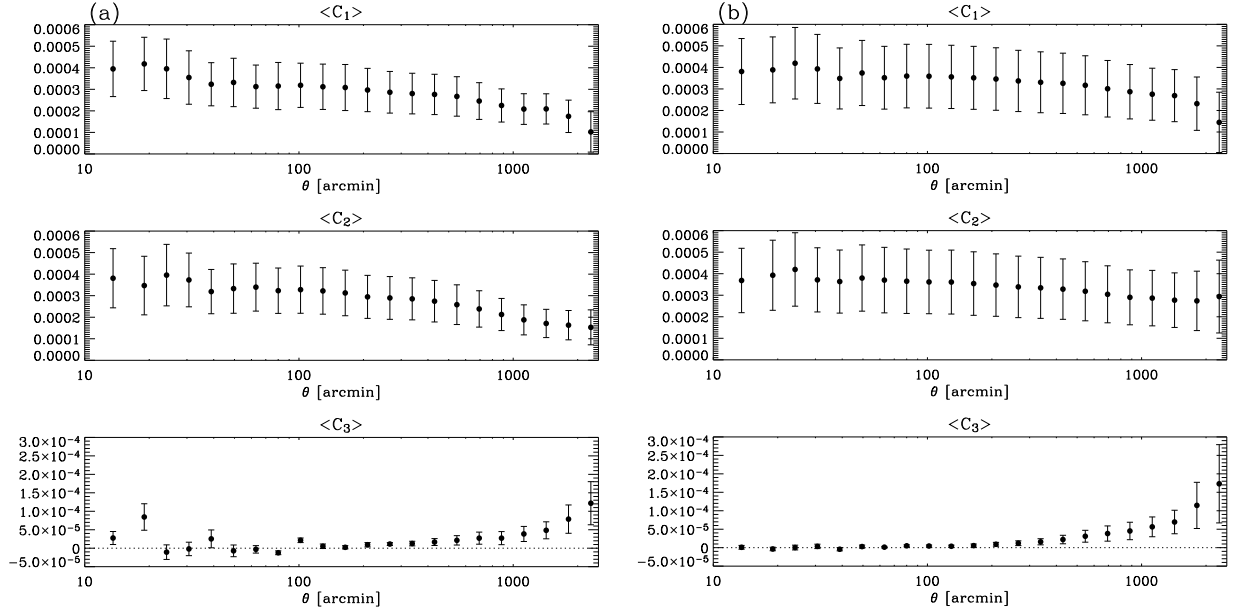 (a)
<C₁>
0.0006
0.0005
0.0004
0.0003
0.0002
0.0001
0.0000
10 100 1000
θ [arcmin]
<C₂>
0.0006
0.0005
0.0004
0.0003
0.0002
0.0001
0.0000
10 100 1000
θ [arcmin]
<C₃>
3.0×10⁻⁴
2.5×10⁻⁴
2.0×10⁻⁴
1.5×10⁻⁴
1.0×10⁻⁴
5.0×10⁻⁵
0
−5.0×10⁻⁵
10 100 1000
θ [arcmin]
(b)
<C₁>
0.0006
0.0005
0.0004
0.0003
0.0002
0.0001
0.0000
10 100 1000
θ [arcmin]
<C₂>
0.0006
0.0005
0.0004
0.0003
0.0002
0.0001
0.0000
10 100 1000
θ [arcmin]
<C₃>
3.0×10⁻⁴
2.5×10⁻⁴
2.0×10⁻⁴
1.5×10⁻⁴
1.0×10⁻⁴
5.0×10⁻⁵
0
−5.0×10⁻⁵
10 100 1000
θ [arcmin]